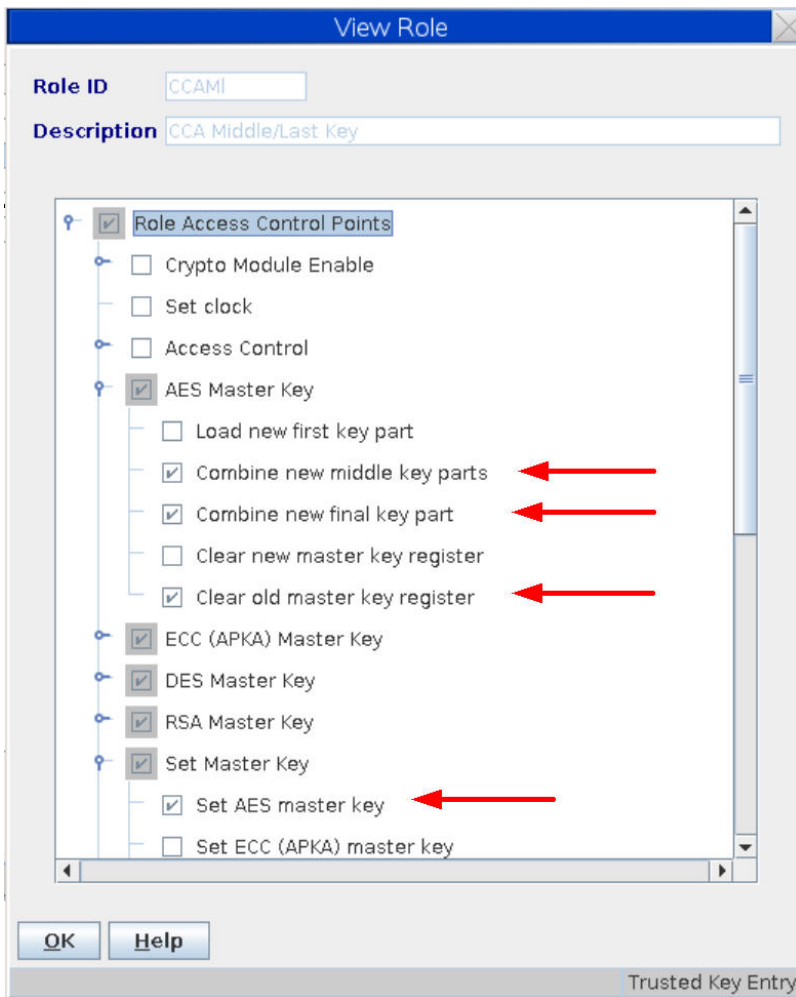 View Role
Role ID CCAMl
Description CCA Middle/Last Key
Role Access Control Points
Crypto Module Enable
Set clock
Access Control
AES Master Key
Load new first key part
Combine new middle key parts
Combine new final key part
Clear new master key register
Clear old master key register
ECC (APKA) Master Key
DES Master Key
RSA Master Key
Set Master Key
Set AES master key
Set ECC (APKA) master key
OK Help
Trusted Key Entry